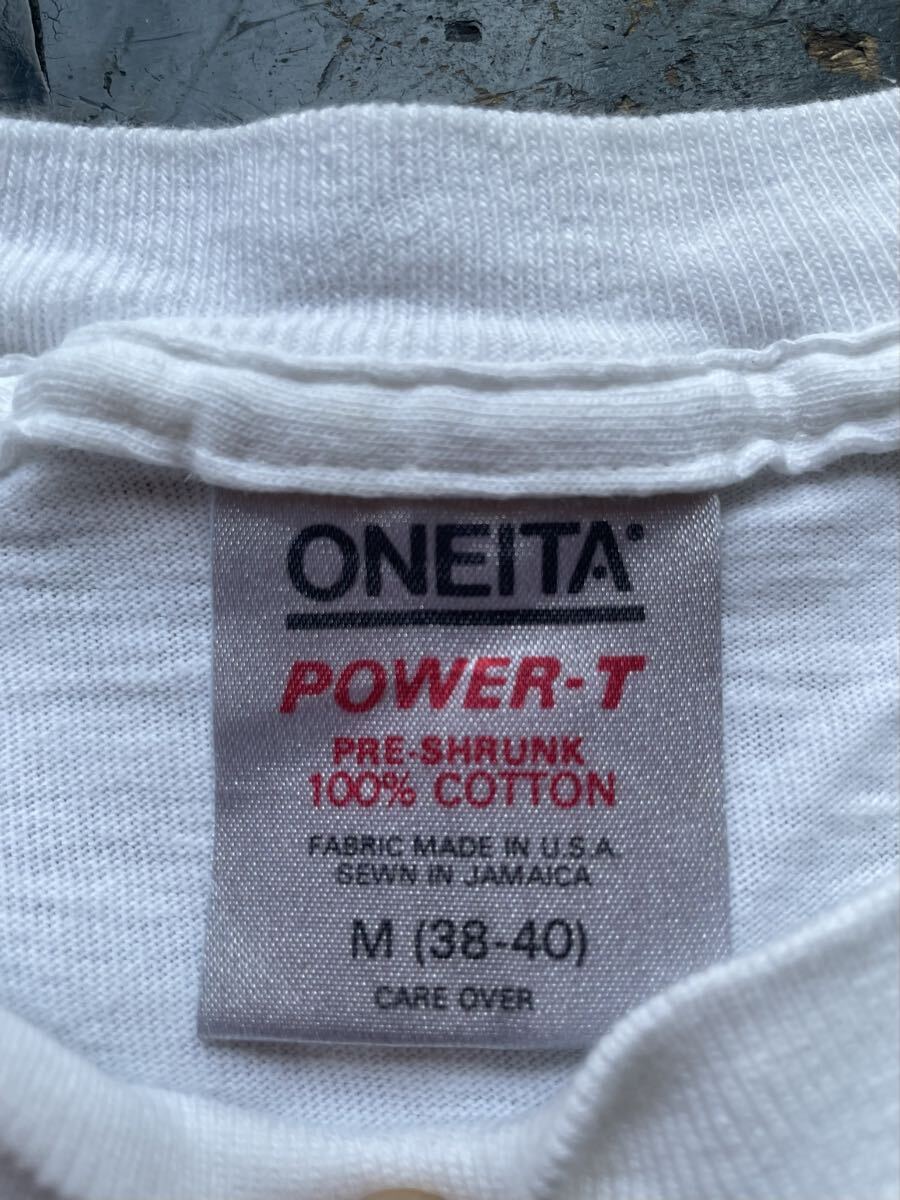 ONEITA
POWER-T
PRE-SHRUNK
100% COTTON
FABRIC MADE IN U.S.A.
SEWN IN JAMAICA
M (38-40)
CARE OVER